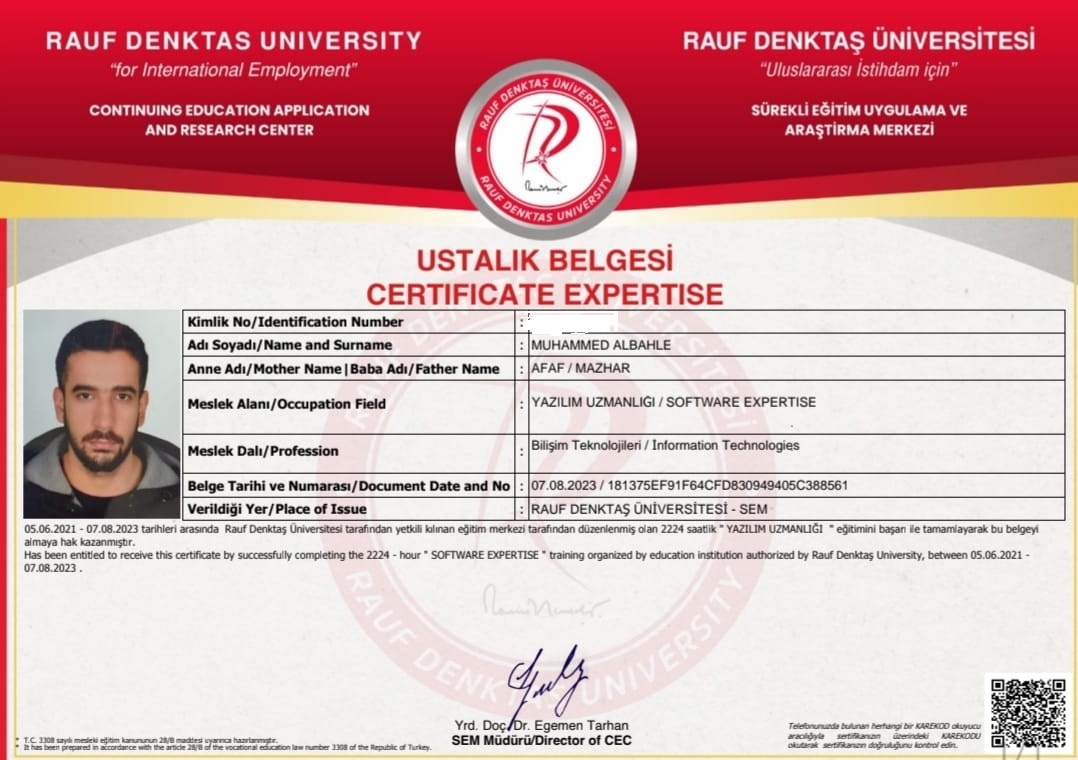 RAUF DENKTAS UNIVERSITY
"for International Employment"
CONTINUING EDUCATION APPLICATION
AND RESEARCH CENTER
RAUF DENKTAŞ ÜNİVERSİTESİ
"Uluslararası İstihdam için"
SÜREKLİ EĞİTİM UYGULAMA VE
ARAŞTIRMA MERKEZİ
RAUF DENKTAŞ ÜNİVERSİTESİ
RAUF DENKTAS UNIVERSITY
USTALIK BELGESİ
CERTIFICATE EXPERTISE
Kimlik No/Identification Number :
Adı Soyadı/Name and Surname : MUHAMMED ALBAHLE
Anne Adı/Mother Name|Baba Adı/Father Name : AFAF / MAZHAR
Meslek Alanı/Occupation Field : YAZILIM UZMANLIĞI / SOFTWARE EXPERTISE
Meslek Dalı/Profession : Bilişim Teknolojileri / İnformation Technologies
Belge Tarihi ve Numarası/Document Date and No : 07.08.2023 / 181375EF91F64CFD830949405C388561
Verildiği Yer/Place of Issue : RAUF DENKTAŞ ÜNİVERSİTESİ - SEM
05.06.2021 - 07.08.2023 tarihleri arasında Rauf Denktaş Üniversitesi tarafından yetkili kılınan eğitim merkezi tarafından düzenlenmiş olan 2224 saatlik " YAZILIM UZMANLIĞI " eğitimini başarı ile tamamlayarak bu belgeyi
almaya hak kazanmıştır.
Has been entitled to receive this certificate by successfully completing the 2224 - hour " SOFTWARE EXPERTISE " training organized by education institution authorized by Rauf Denktaş University, between 05.06.2021 -
07.08.2023 .
RAUF DENKTAS UNIVERSITY
Yrd. Doç. Dr. Egemen Tarhan
SEM Müdürü/Director of CEC
* T.C. 3308 sayılı mesleki eğitim kanununun 28/B maddesi uyarınca hazırlanmıştır.
* It has been prepared in accordance with the article 28/B of the vocational education law number 3308 of the Republic of Turkey.
Telefonunuzda bulunan herhangi bir KAREKOD okuyucu
aracılığıyla sertifikanızın üzerindeki KAREKODU
okutarak sertifikanızın doğruluğunu kontrol edin.